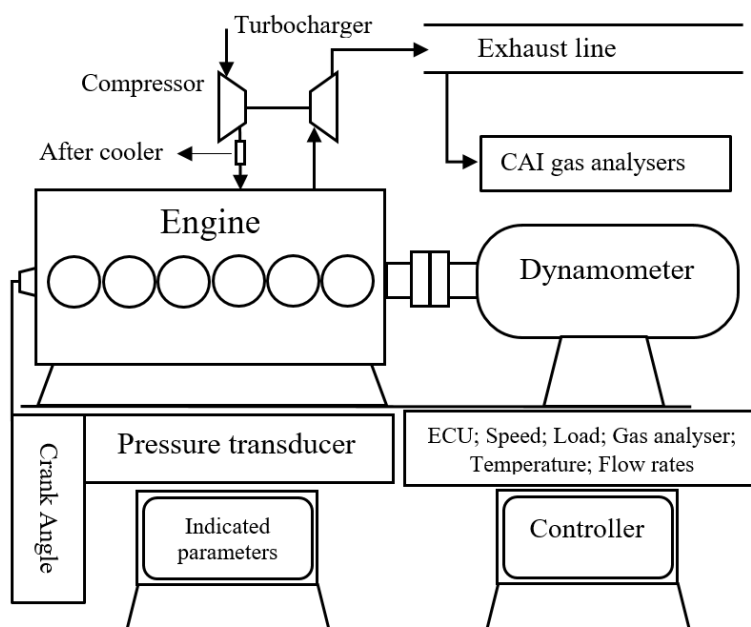 Turbocharger
Exhaust line
Compressor
After cooler
CAI gas analysers
Engine
Dynamometer
Crank Angle
Pressure transducer
ECU; Speed; Load; Gas analyser;
Temperature; Flow rates
Indicated
parameters
Controller